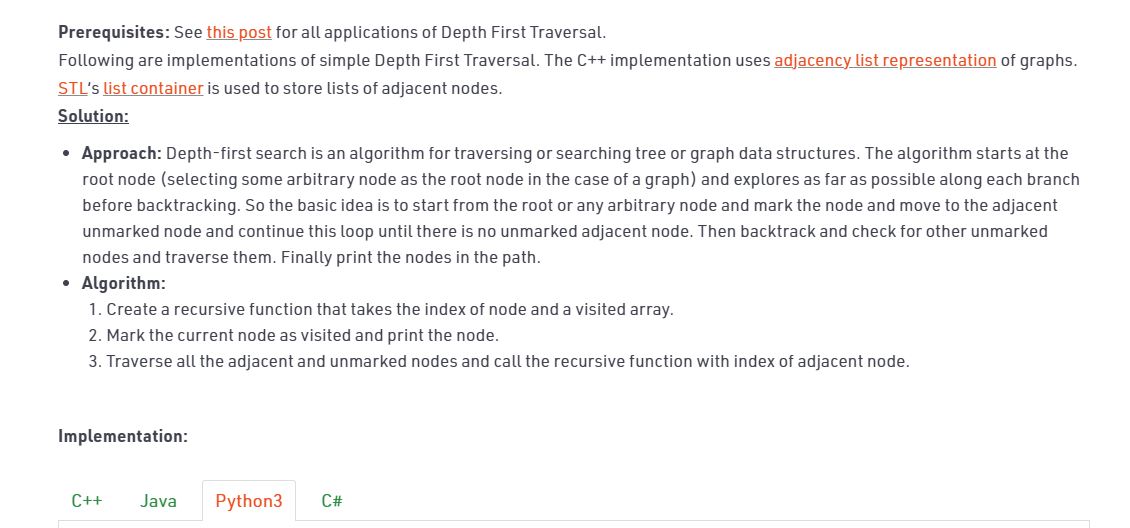 Prerequisites: See this post for all applications of Depth First Traversal.
Following are implementations of simple Depth First Traversal. The C++ implementation uses adjacency list representation of graphs.
STL‘s list container is used to store lists of adjacent nodes.
Solution:
• Approach: Depth-first search is an algorithm for traversing or searching tree or graph data structures. The algorithm starts at the
root node (selecting some arbitrary node as the root node in the case of a graph) and explores as far as possible along each branch
before backtracking. So the basic idea is to start from the root or any arbitrary node and mark the node and move to the adjacent
unmarked node and continue this loop until there is no unmarked adjacent node. Then backtrack and check for other unmarked
nodes and traverse them. Finally print the nodes in the path.
• Algorithm:
1. Create a recursive function that takes the index of node and a visited array.
2. Mark the current node as visited and print the node.
3. Traverse all the adjacent and unmarked nodes and call the recursive function with index of adjacent node.
Implementation:
C++ Java Python3 C#